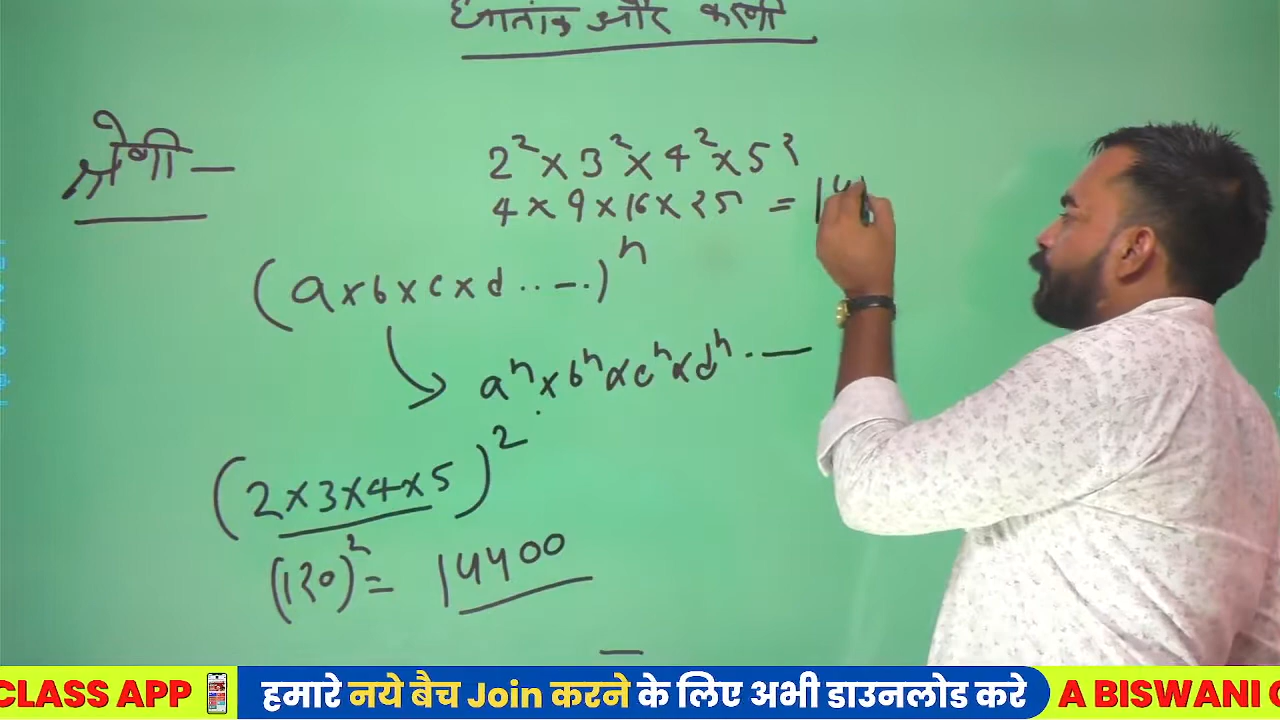 घातांक और करणी
श्रेणी —
2² × 3² × 4² × 5²
4 × 9 × 16 × 25 = 14
(a × b × c × d ..—.)ⁿ
aⁿ × bⁿ × cⁿ × dⁿ .—
(2 × 3 × 4 × 5)²
(120)² = 14400
CLASS APP हमारे नये बैच Join करने के लिए अभी डाउनलोड करे A BISWANI C